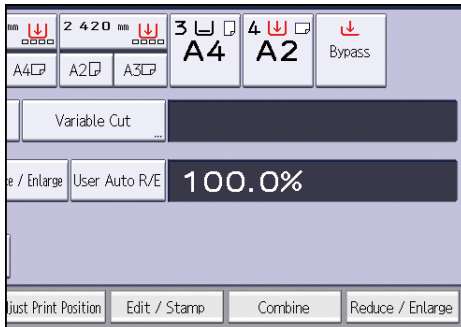 mm 2 420 mm 3 A4 4 A2 Bypass
A4 A2 A3
Variable Cut
...
/ Enlarge User Auto R/E 100.0%
Print Position Edit / Stamp Combine Reduce / Enlarge